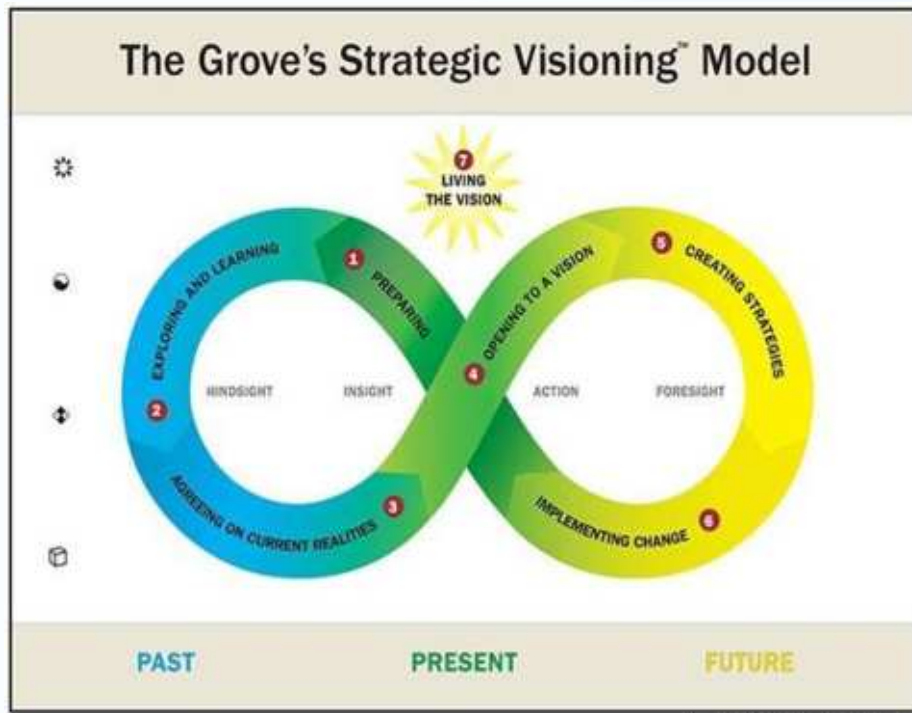 The Grove's Strategic Visioning™ Model
7
LIVING
THE VISION
1
PREPARING
2
EXPLORING AND LEARNING
3
AGREEING ON CURRENT REALITIES
4
OPENING TO A VISION
5
CREATING STRATEGIES
6
IMPLEMENTING CHANGE
HINDSIGHT
INSIGHT
ACTION
FORESIGHT
PAST
PRESENT
FUTURE